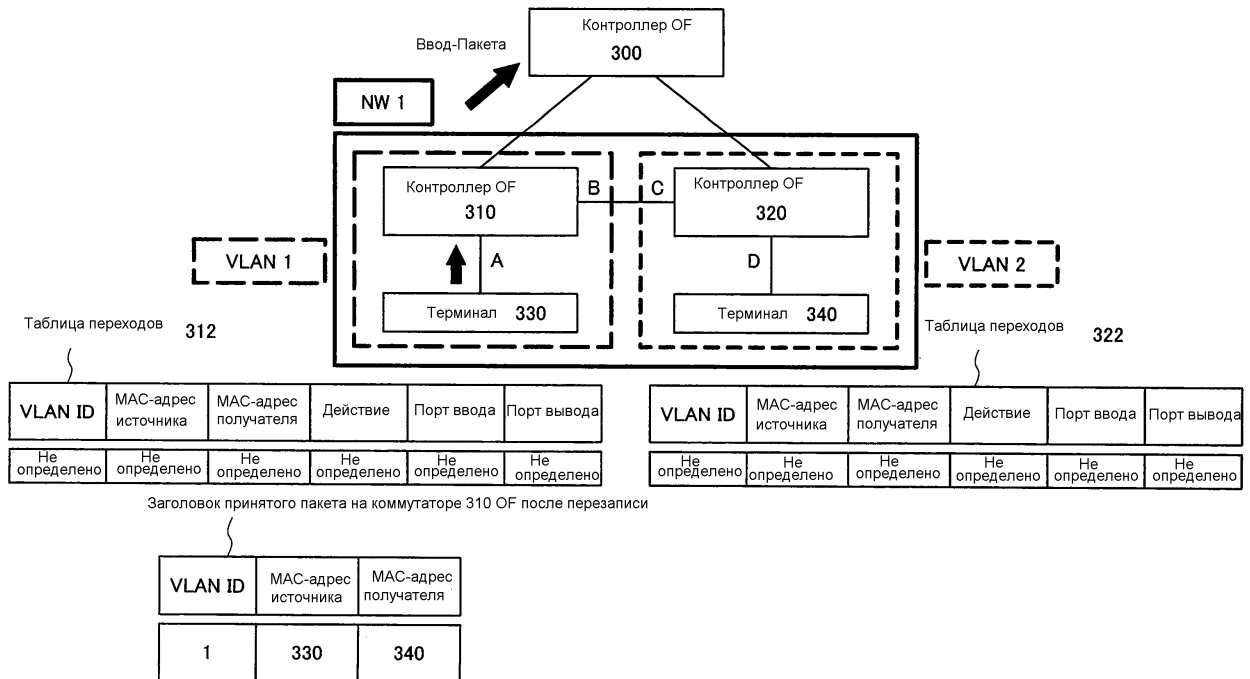 Контроллер OF
300
Ввод-Пакета
NW 1
Контроллер OF
310
B
C
Контроллер OF
320
A
D
VLAN 1
VLAN 2
Терминал 330
Терминал 340
Таблица переходов 312
Таблица переходов 322
VLAN ID
MAC-адрес
источника
MAC-адрес
получателя
Действие
Порт ввода
Порт вывода
Не
определено
Не
определено
Не
определено
Не
определено
Не
определено
Не
определено
VLAN ID
MAC-адрес
источника
MAC-адрес
получателя
Действие
Порт ввода
Порт вывода
Не
определено
Не
определено
Не
определено
Не
определено
Не
определено
Не
определено
Заголовок принятого пакета на коммутаторе 310 OF после перезаписи
VLAN ID
MAC-адрес
источника
MAC-адрес
получателя
1
330
340